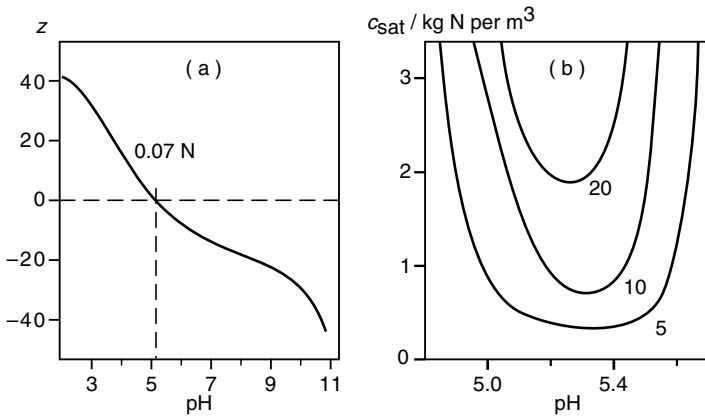 z
( a )
40
20
0
−20
−40
0.07 N
3 5 7 9 11
pH
c_sat / kg N per m³
( b )
3
2
1
0
20
10
5
5.0 5.4
pH